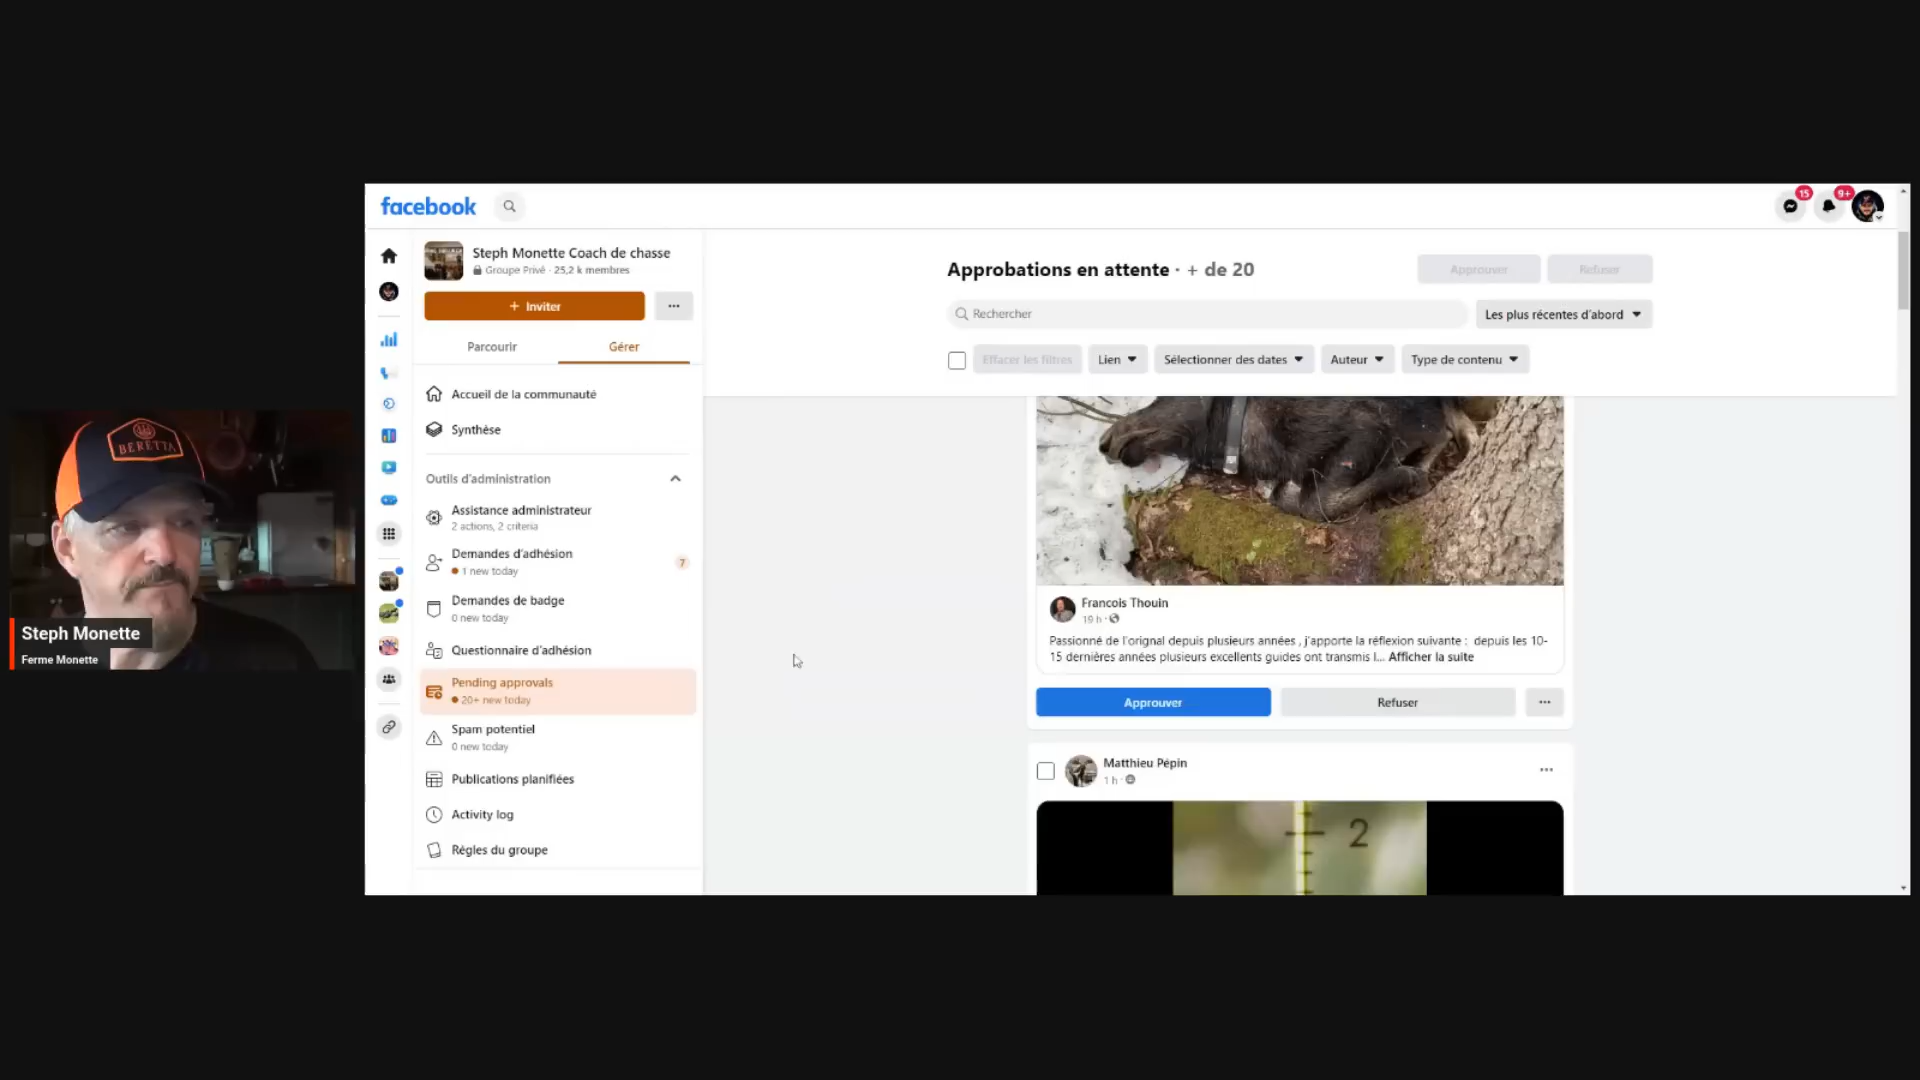 facebook
15
9+
Steph Monette Coach de chasse
Groupe Privé · 25,2 k membres
+ Inviter
Parcourir
Gérer
Accueil de la communauté
Synthèse
Outils d'administration
Assistance administrateur
2 actions, 2 criteria
Demandes d'adhésion
1 new today
7
Demandes de badge
0 new today
Questionnaire d'adhésion
Pending approvals
20+ new today
Spam potentiel
0 new today
Publications planifiées
Activity log
Règles du groupe
Approbations en attente · + de 20
Approuver
Refuser
Rechercher
Les plus récentes d'abord
Effacer les filtres
Lien
Sélectionner des dates
Auteur
Type de contenu
Francois Thouin
19 h ·
Passionné de l'orignal depuis plusieurs années , j'apporte la réflexion suivante : depuis les 10-
15 dernières années plusieurs excellents guides ont transmis l... Afficher la suite
Approuver
Refuser
Matthieu Pépin
1 h ·
2
BERETTA
Steph Monette
Ferme Monette